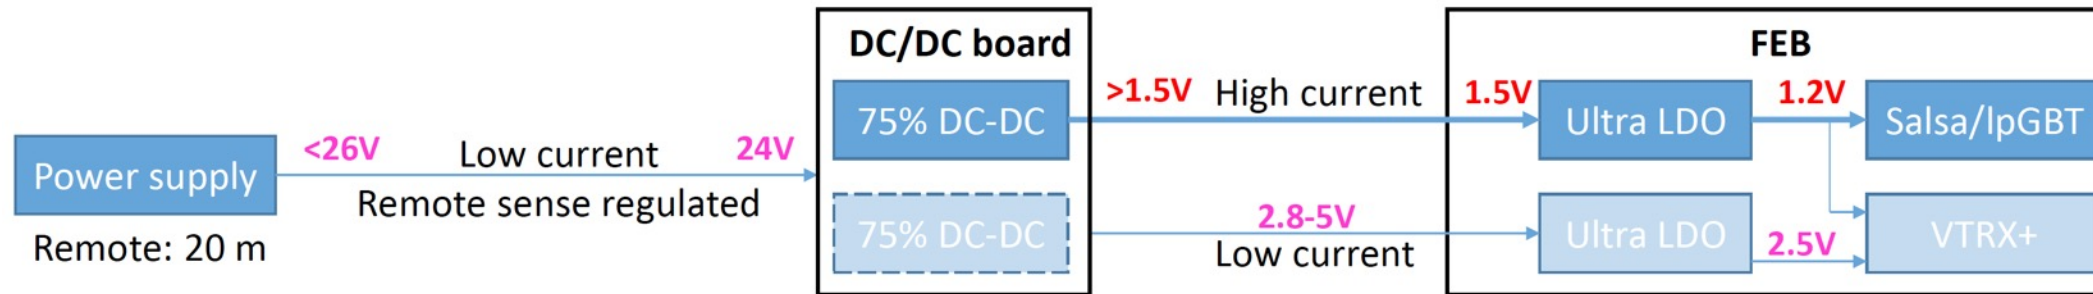 Power supply
Remote: 20 m
<26V
Low current
24V
Remote sense regulated
DC/DC board
75% DC-DC
75% DC-DC
>1.5V
High current
2.8-5V
Low current
FEB
1.5V
Ultra LDO
1.2V
Salsa/lpGBT
Ultra LDO
2.5V
VTRX+